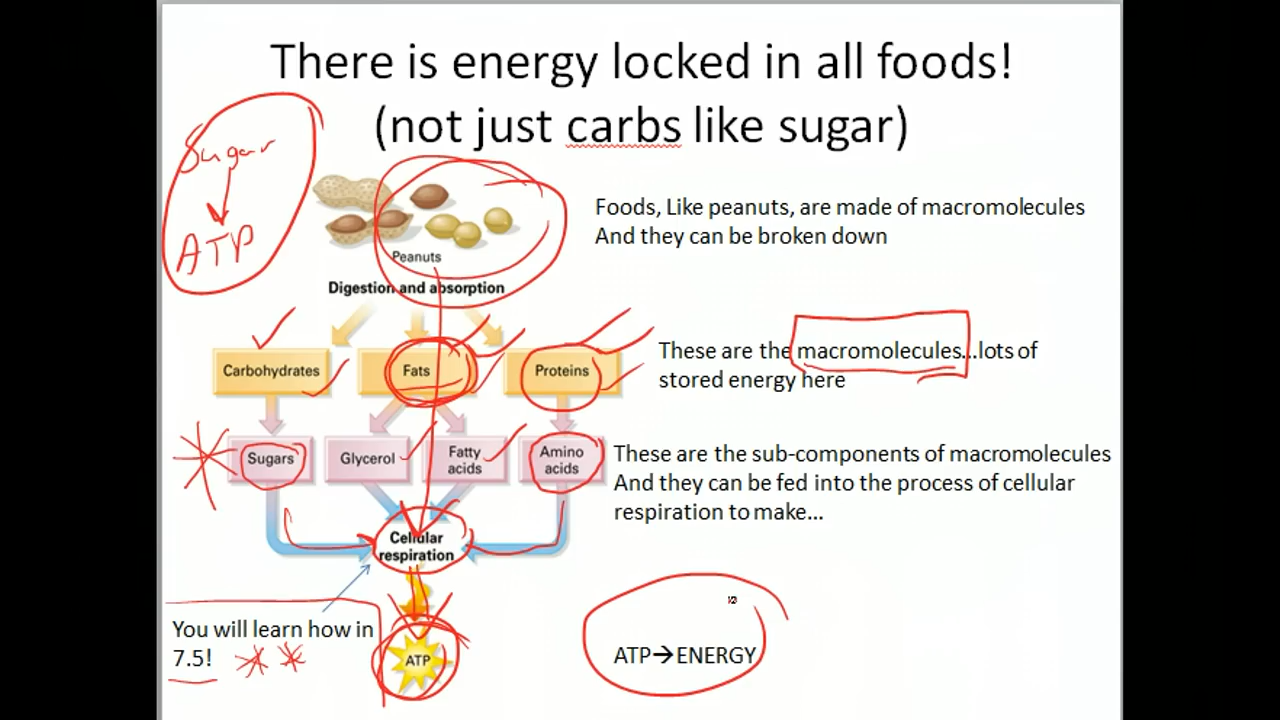 There is energy locked in all foods!
(not just carbs like sugar)
Sugar
ATP
Peanuts
Digestion and absorption
Foods, Like peanuts, are made of macromolecules
And they can be broken down
Carbohydrates
Fats
Proteins
These are the macromolecules...lots of
stored energy here
Sugars
Glycerol
Fatty
acids
Amino
acids
These are the sub-components of macromolecules
And they can be fed into the process of cellular
respiration to make...
Cellular
respiration
You will learn how in
7.5!
ATP
ATP→ENERGY